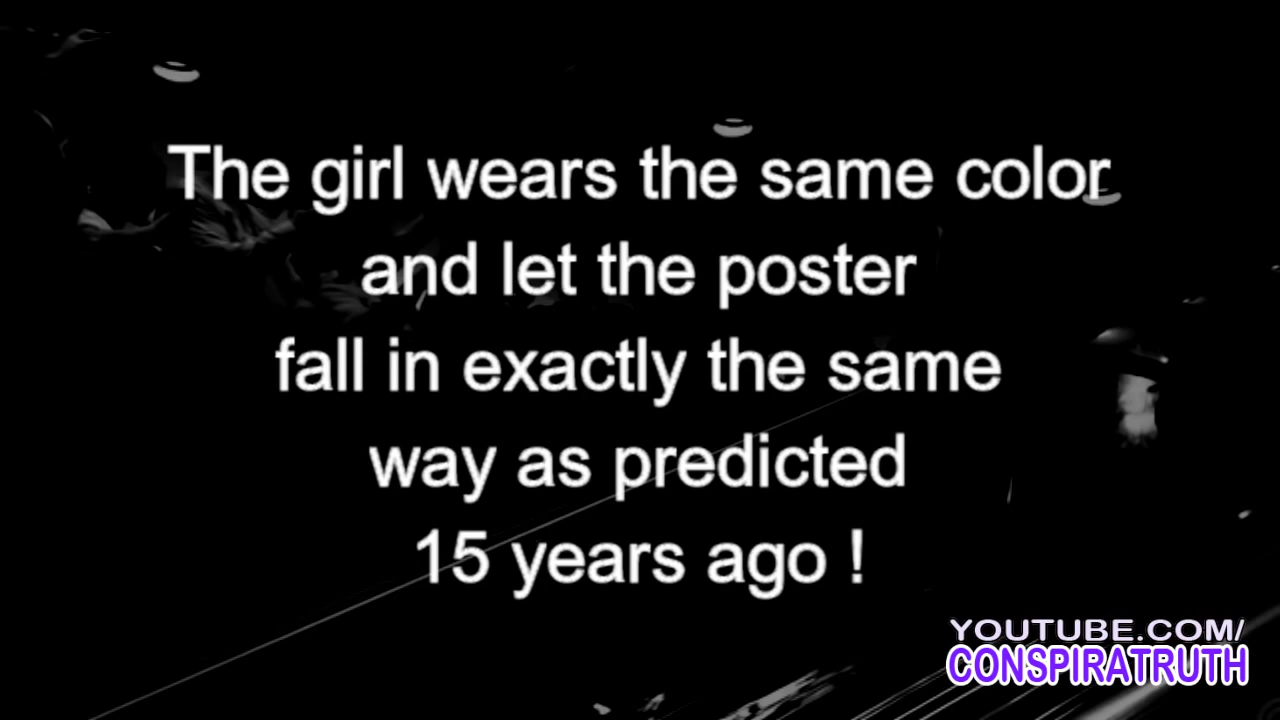 The girl wears the same color
and let the poster
fall in exactly the same
way as predicted
15 years ago !
YOUTUBE.COM/
CONSPIRATRUTH